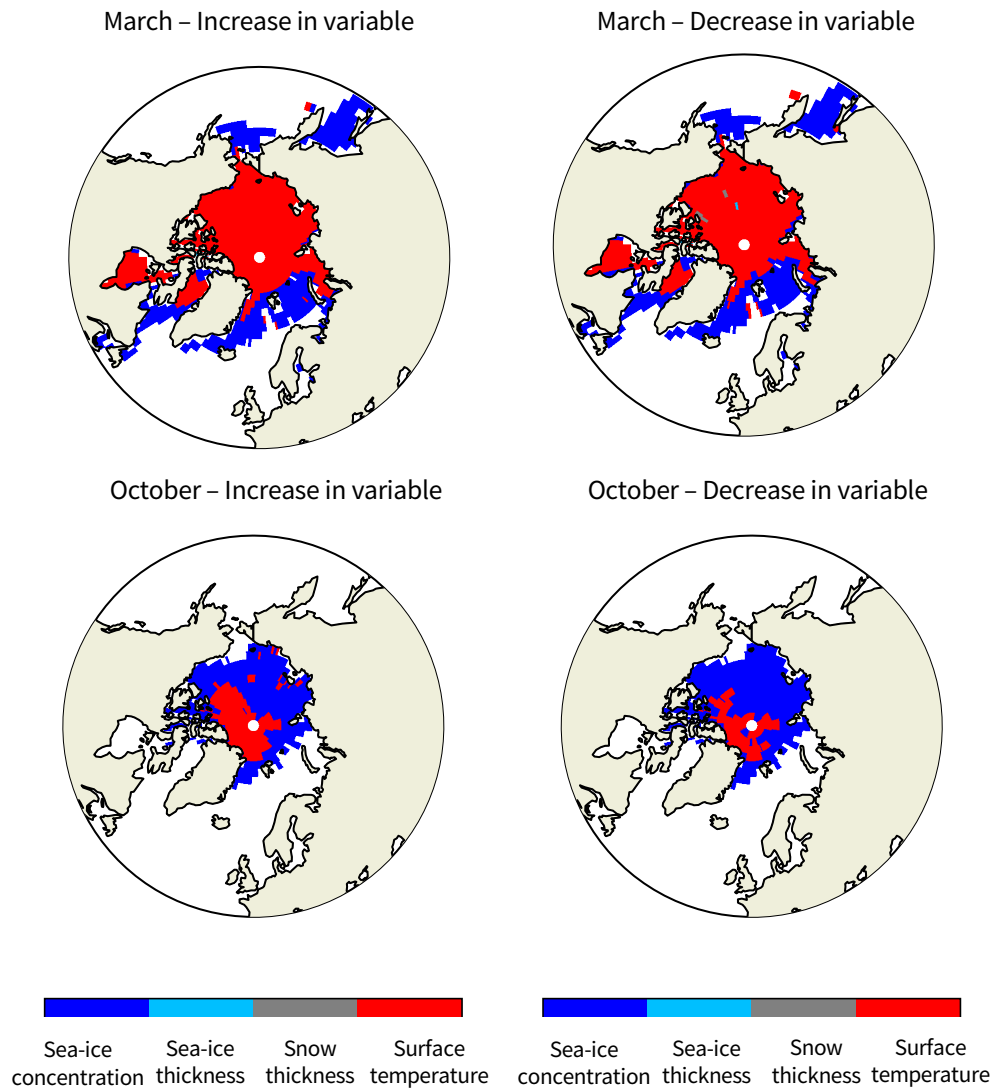 March – Increase in variable
March – Decrease in variable
October – Increase in variable
October – Decrease in variable
Sea-ice concentration
Sea-ice thickness
Snow thickness
Surface temperature
Sea-ice concentration
Sea-ice thickness
Snow thickness
Surface temperature